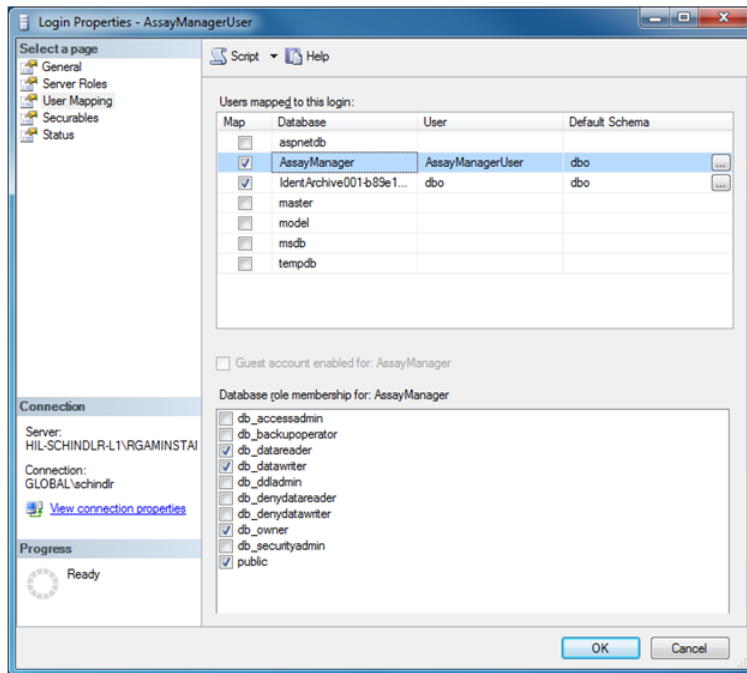 Login Properties - AssayManagerUser
Select a page
General
Server Roles
User Mapping
Securables
Status
Script Help
Users mapped to this login:
Map Database User Default Schema
aspnetdb
AssayManager AssayManagerUser dbo ...
IdentArchive001-b89e1... dbo dbo ...
master
model
msdb
tempdb
Guest account enabled for: AssayManager
Database role membership for: AssayManager
db_accessadmin
db_backupoperator
db_datareader
db_datawriter
db_ddladmin
db_denydatareader
db_denydatawriter
db_owner
db_securityadmin
public
Connection
Server:
HIL-SCHINDLR-L1\RGAMINSTAI
Connection:
GLOBAL\schindlr
View connection properties
Progress
Ready
OK Cancel